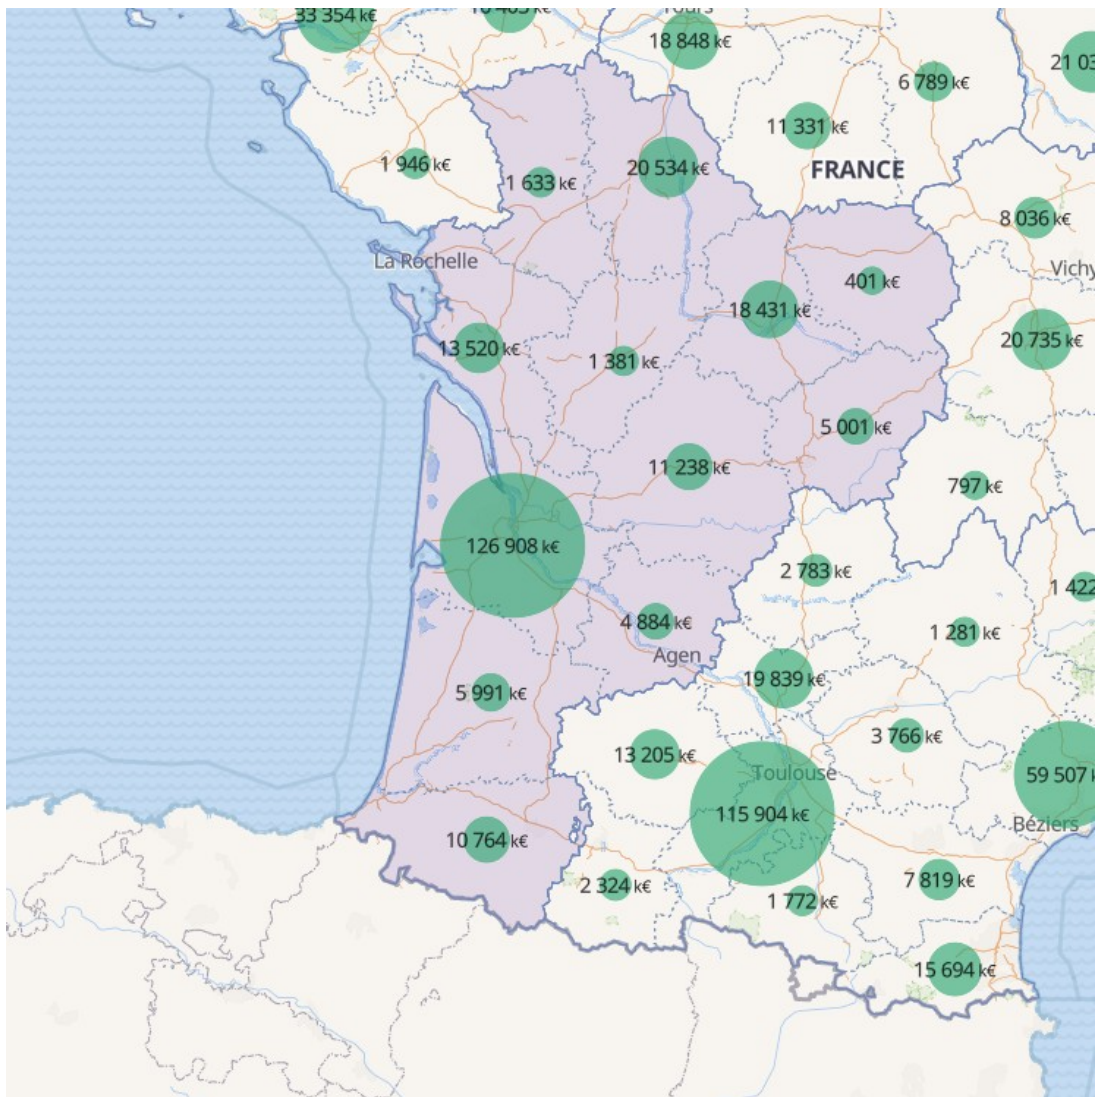 33 354 k€
Tours
18 848 k€
6 789 k€
11 331 k€
1 946 k€
1 633 k€
20 534 k€
FRANCE
8 036 k€
La Rochelle
Vichy
401 k€
18 431 k€
20 735 k€
13 520 k€
1 381 k€
5 001 k€
11 238 k€
797 k€
126 908 k€
2 783 k€
1 422
4 884 k€
1 281 k€
Agen
19 839 k€
5 991 k€
3 766 k€
13 205 k€
Toulouse
59 507 k
115 904 k€
Béziers
10 764 k€
2 324 k€
7 819 k€
1 772 k€
15 694 k€